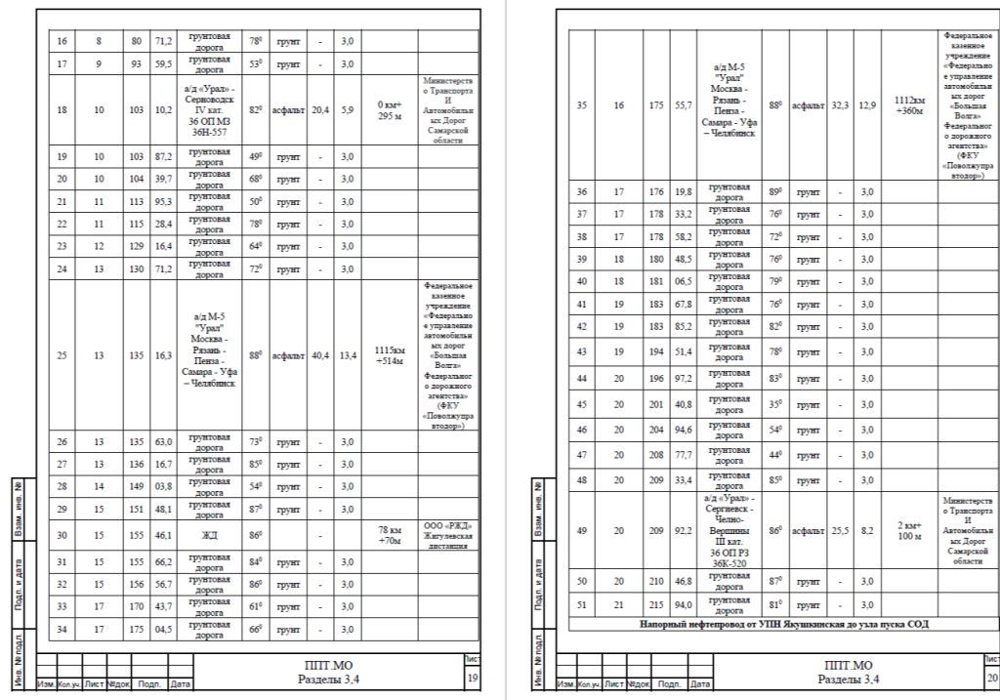 16 8 80 71,2 грунтовая дорога 78⁰ грунт - 3,0
17 9 93 59,5 грунтовая дорога 53⁰ грунт - 3,0
18 10 103 10,2 а/д «Урал» - Серноводск IV кат. 36 ОП МЗ 36Н-557 82⁰ асфальт 20,4 5,9 0 км+ 295 м Министерств о Транспорта И Автомобильн ых Дорог Самарской области
19 10 103 87,2 грунтовая дорога 49⁰ грунт - 3,0
20 10 104 39,7 грунтовая дорога 68⁰ грунт - 3,0
21 11 113 95,3 грунтовая дорога 50⁰ грунт - 3,0
22 11 115 28,4 грунтовая дорога 78⁰ грунт - 3,0
23 12 129 16,4 грунтовая дорога 64⁰ грунт - 3,0
24 13 130 71,2 грунтовая дорога 72⁰ грунт - 3,0
25 13 135 16,3 а/д М-5 "Урал" Москва - Рязань - Пенза - Самара - Уфа – Челябинск 88⁰ асфальт 40,4 13,4 1115км +514м Федеральное казенное учреждение «Федерально е управление автомобильн ых дорог «Большая Волга» Федеральног о дорожного агентства» (ФКУ «Поволжупра втодор»)
26 13 135 63,0 грунтовая дорога 73⁰ грунт - 3,0
27 13 136 16,7 грунтовая дорога 85⁰ грунт - 3,0
28 14 149 03,8 грунтовая дорога 54⁰ грунт - 3,0
29 15 151 48,1 грунтовая дорога 87⁰ грунт - 3,0
30 15 155 46,1 ЖД 86⁰ - 78 км +70м ООО «РЖД» Жигулевская дистанция
31 15 155 66,2 грунтовая дорога 84⁰ грунт - 3,0
32 15 156 56,7 грунтовая дорога 86⁰ грунт - 3,0
33 17 170 43,7 грунтовая дорога 61⁰ грунт - 3,0
34 17 175 04,5 грунтовая дорога 66⁰ грунт - 3,0
Взам. инв. №
Подп. и дата
Инв. № подл.
Изм. Кол.уч. Лист №док. Подп. Дата
ППТ.МО
Разделы 3,4
Лист
19
35 16 175 55,7 а/д М-5 "Урал" Москва - Рязань - Пенза - Самара - Уфа – Челябинск 88⁰ асфальт 32,3 12,9 1112км +360м Федеральное казенное учреждение «Федерально е управление автомобильн ых дорог «Большая Волга» Федеральног о дорожного агентства» (ФКУ «Поволжупра втодор»)
36 17 176 19,8 грунтовая дорога 89⁰ грунт - 3,0
37 17 178 33,2 грунтовая дорога 76⁰ грунт - 3,0
38 17 178 58,2 грунтовая дорога 72⁰ грунт - 3,0
39 18 180 48,5 грунтовая дорога 76⁰ грунт - 3,0
40 18 181 06,5 грунтовая дорога 79⁰ грунт - 3,0
41 19 183 67,8 грунтовая дорога 76⁰ грунт - 3,0
42 19 183 85,2 грунтовая дорога 82⁰ грунт - 3,0
43 19 194 51,4 грунтовая дорога 78⁰ грунт - 3,0
44 20 196 97,2 грунтовая дорога 83⁰ грунт - 3,0
45 20 201 40,8 грунтовая дорога 35⁰ грунт - 3,0
46 20 204 94,6 грунтовая дорога 54⁰ грунт - 3,0
47 20 208 77,7 грунтовая дорога 44⁰ грунт - 3,0
48 20 209 33,4 грунтовая дорога 85⁰ грунт - 3,0
49 20 209 92,2 а/д «Урал» - Сергиевск - Челно- Вершины III кат. 36 ОП РЗ 36К-520 86⁰ асфальт 25,5 8,2 2 км+ 100 м Министерств о Транспорта И Автомобильн ых Дорог Самарской области
50 20 210 46,8 грунтовая дорога 87⁰ грунт - 3,0
51 21 215 94,0 грунтовая дорога 81⁰ грунт - 3,0
Напорный нефтепровод от УПН Якушкинская до узла пуска СОД
Взам. инв. №
Подп. и дата
Инв. № подл.
Изм. Кол.уч. Лист №док. Подп. Дата
ППТ.МО
Разделы 3,4
Лист
20